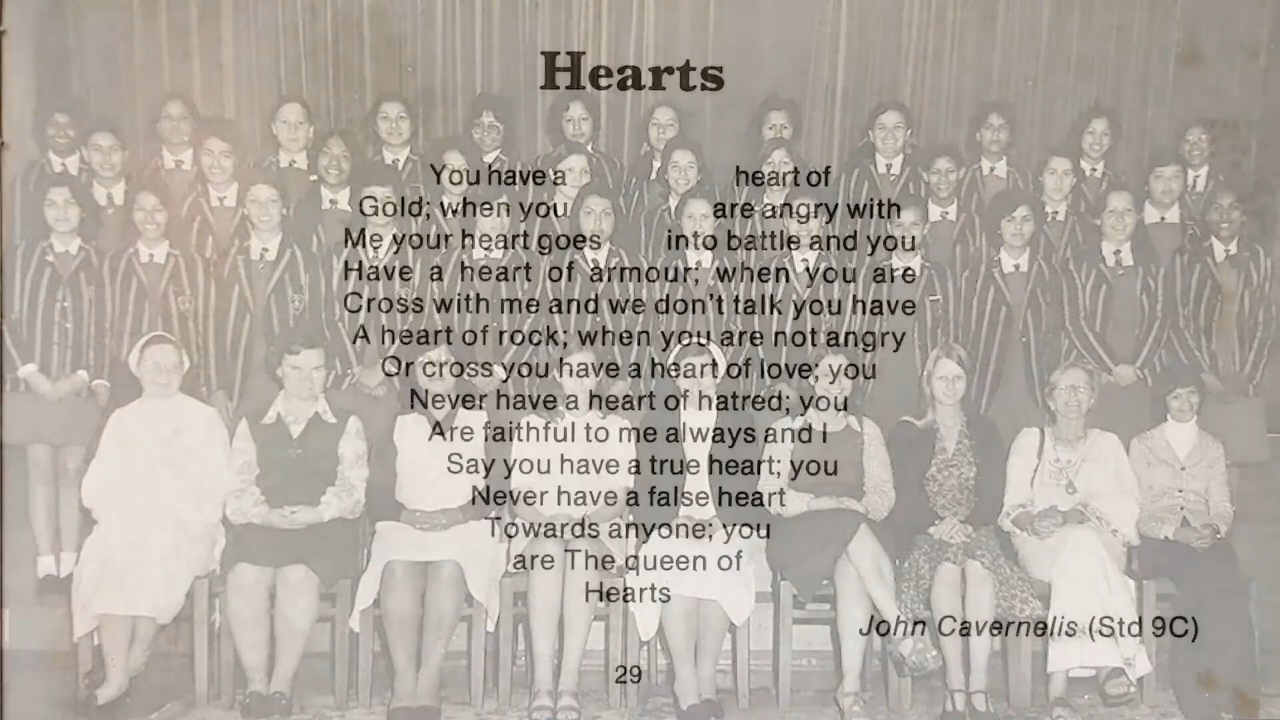 Hearts
You have a heart of
Gold; when you are angry with
Me your heart goes into battle and you
Have a heart of armour; when you are
Cross with me and we don't talk you have
A heart of rock; when you are not angry
Or cross you have a heart of love; you
Never have a heart of hatred; you
Are faithful to me always and I
Say you have a true heart; you
Never have a false heart
Towards anyone; you
are The queen of
Hearts
John Cavernelis (Std 9C)
29